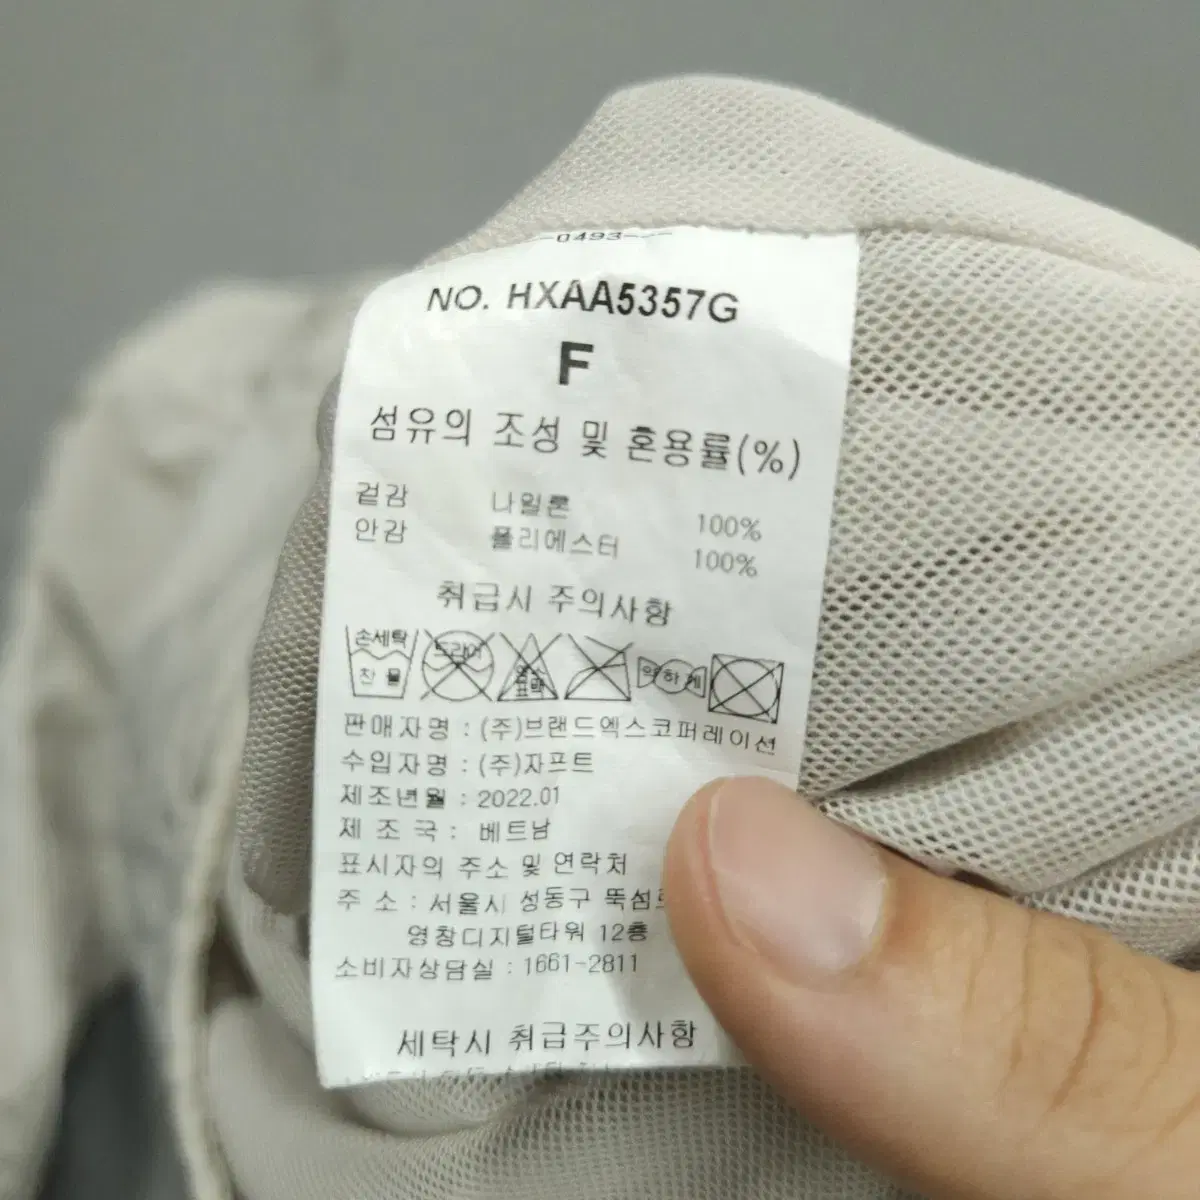 0493
NO. HXAA5357G
F
섬유의 조성 및 혼용률(%)
겉감 나일론 100%
안감 폴리에스터 100%
취급시 주의사항
손세탁 드라이 염소 표백 약하게
찬물
판매자명 : (주)브랜드엑스코퍼레이션
수입자명 : (주)자프트
제조년월 : 2022.01
제 조 국 : 베트남
표시자의 주소 및 연락처
주 소 : 서울시 성동구 뚝섬로
영창디지털타워 12층
소비자상담실 : 1661-2811
세탁시 취급주의사항